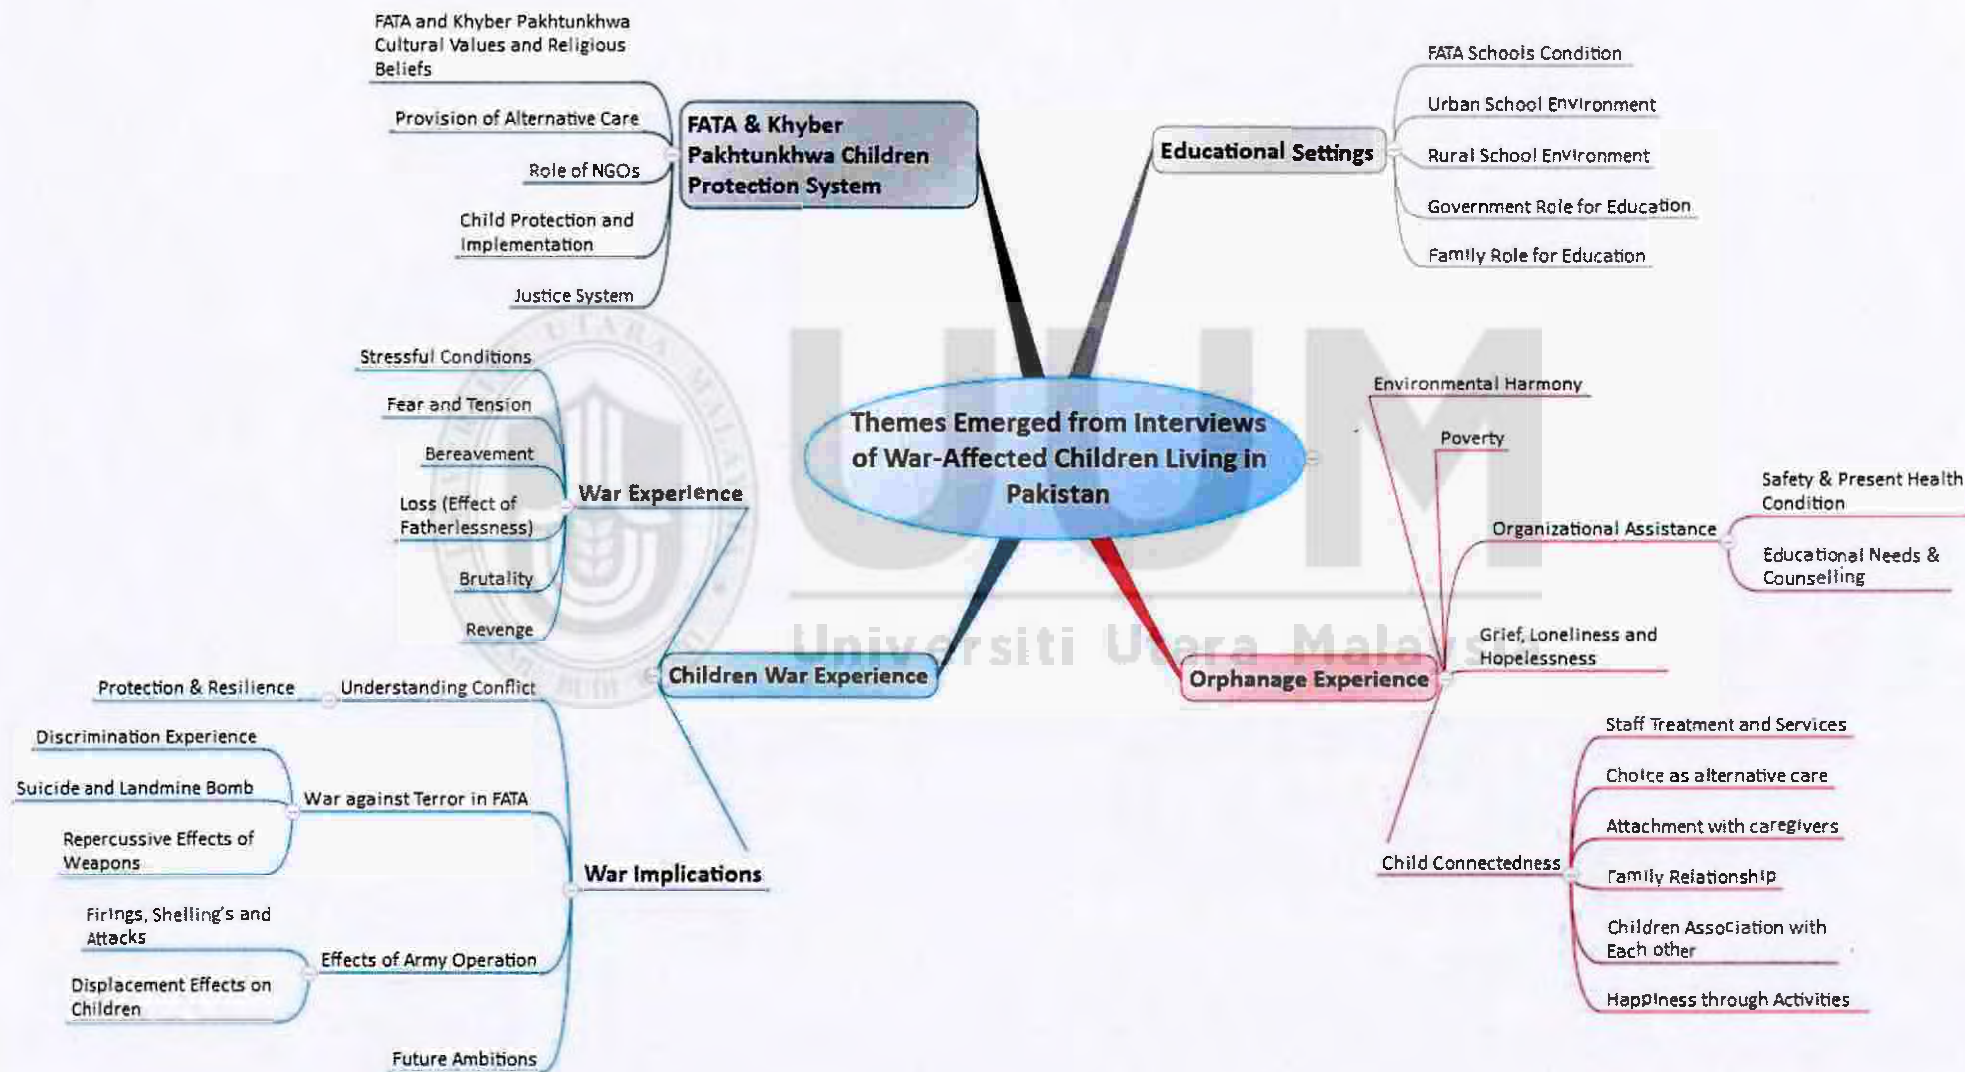 FATA and Khyber Pakhtunkhwa
Cultural Values and Religious
Beliefs
Provision of Alternative Care
Role of NGOs
Child Protection and
Implementation
Justice System
FATA & Khyber
Pakhtunkhwa Children
Protection System
Educational Settings
FATA Schools Condition
Urban School Environment
Rural School Environment
Government Role for Education
Family Role for Education
Themes Emerged from Interviews
of War-Affected Children Living in
Pakistan
Stressful Conditions
Fear and Tension
Bereavement
Loss (Effect of
Fatherlessness)
Brutality
Revenge
War Experience
Children War Experience
Protection & Resilience
Understanding Conflict
Discrimination Experience
Suicide and Landmine Bomb
Repercussive Effects of
Weapons
War against Terror in FATA
War Implications
Firings, Shelling's and
Attacks
Displacement Effects on
Children
Effects of Army Operation
Future Ambitions
Environmental Harmony
Poverty
Organizational Assistance
Safety & Present Health
Condition
Educational Needs &
Counselling
Grief, Loneliness and
Hopelessness
Orphanage Experience
Child Connectedness
Staff Treatment and Services
Choice as alternative care
Attachment with caregivers
Family Relationship
Children Association with
Each other
Happiness through Activities
UUM
Universiti Utara Malaysia